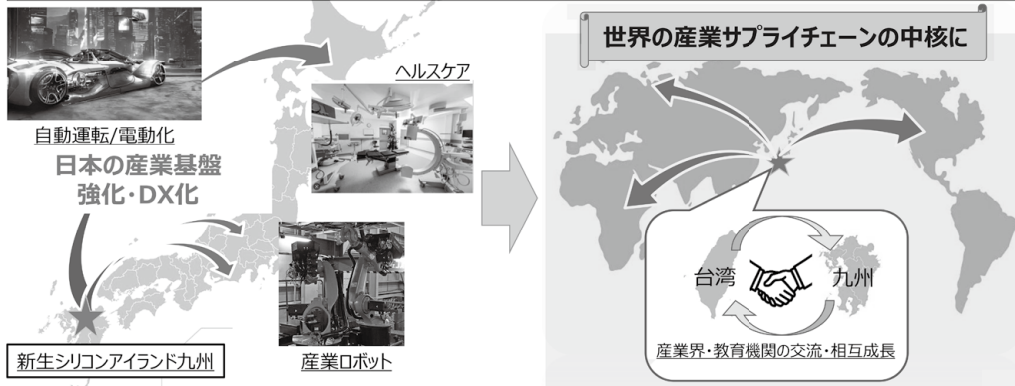 自動運転/電動化
ヘルスケア
日本の産業基盤
強化・DX化
新生シリコンアイランド九州
産業ロボット
世界の産業サプライチェーンの中核に
台湾
九州
産業界・教育機関の交流・相互成長